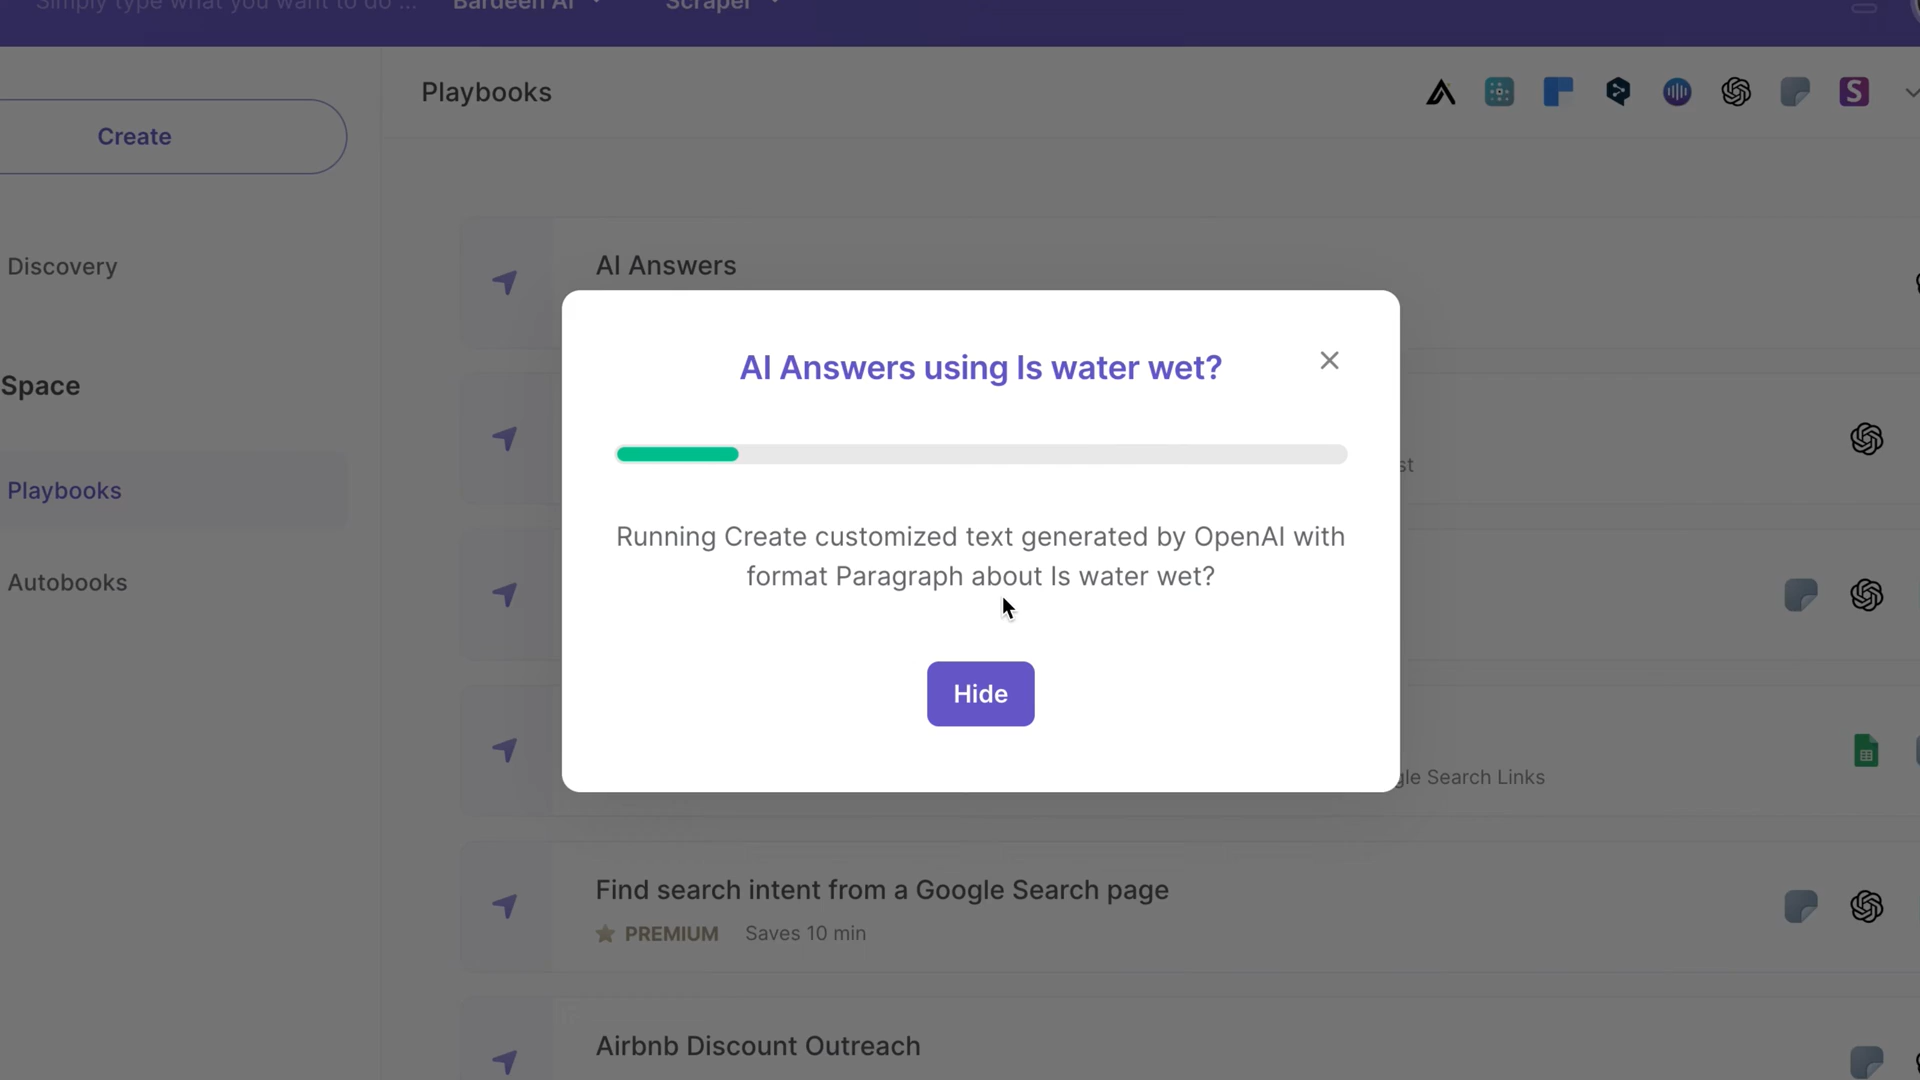 Simply type what you want to do ... Bardeen AI Scraper
Playbooks
Create
Discovery
AI Answers
AI Answers using Is water wet?
Space
st
Playbooks
Running Create customized text generated by OpenAI with
format Paragraph about Is water wet?
Autobooks
Hide
gle Search Links
Find search intent from a Google Search page
PREMIUM Saves 10 min
Airbnb Discount Outreach